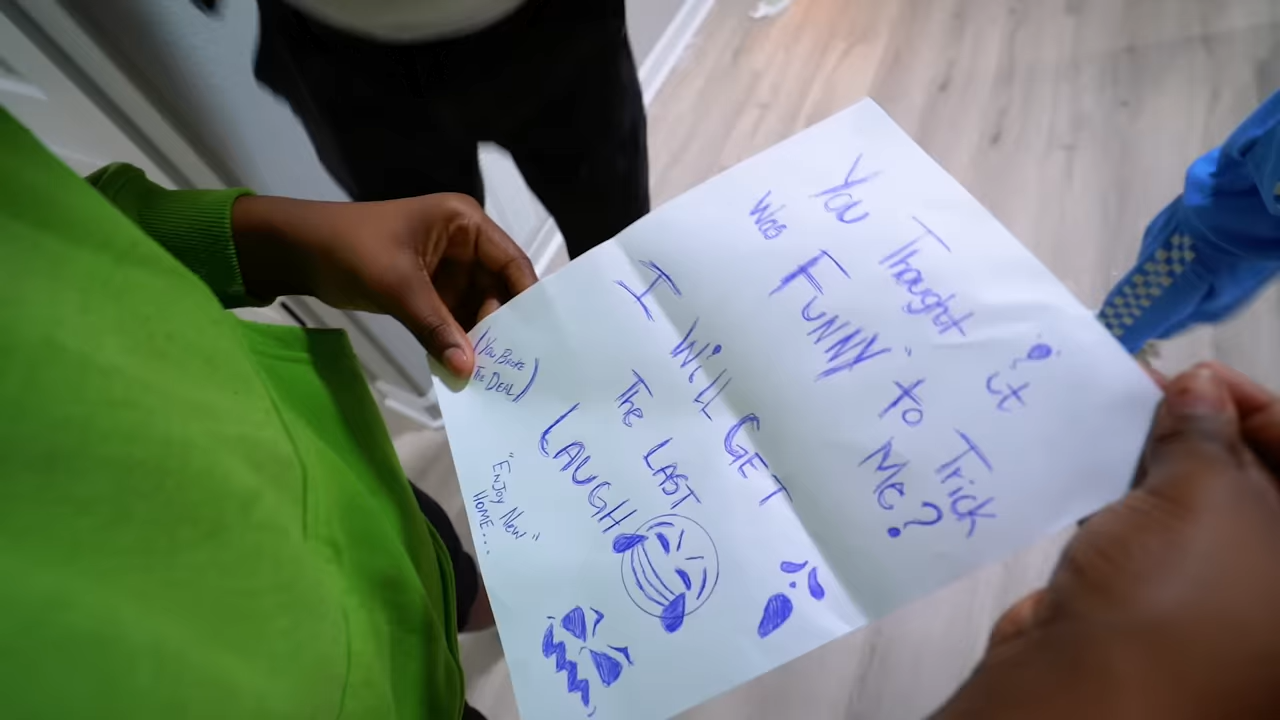 You Thought it
Was FUNNY to Trick
Me?
I Will GET
The LAST
LAUGH
(You Broke
The DEAL)
"ENJOY NEW"
HOME...